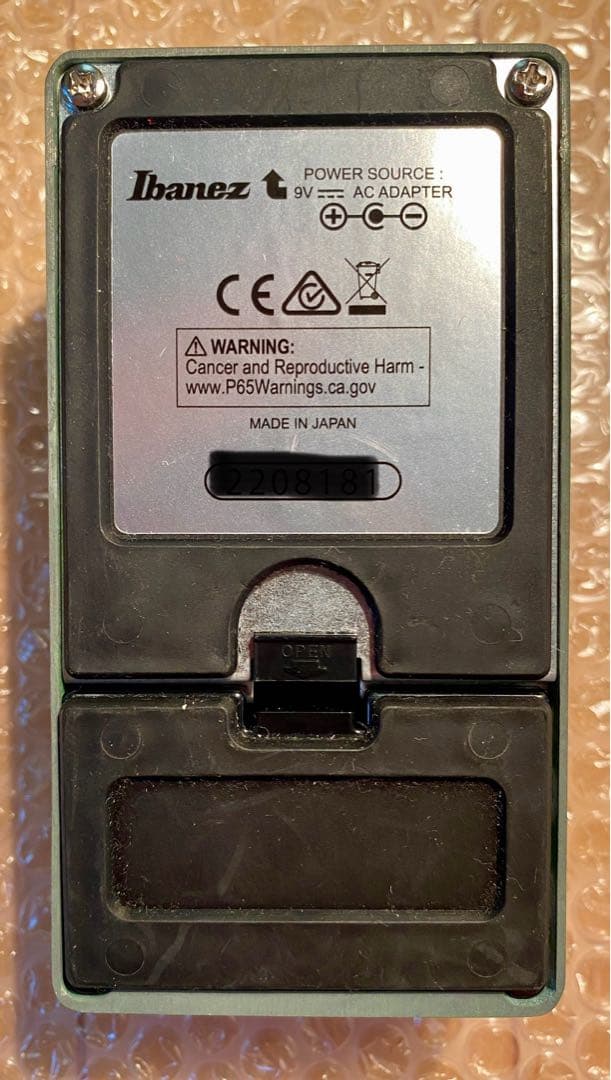 Ibanez
POWER SOURCE :
9V AC ADAPTER
CE
WARNING:
Cancer and Reproductive Harm -
www.P65Warnings.ca.gov
MADE IN JAPAN
OPEN